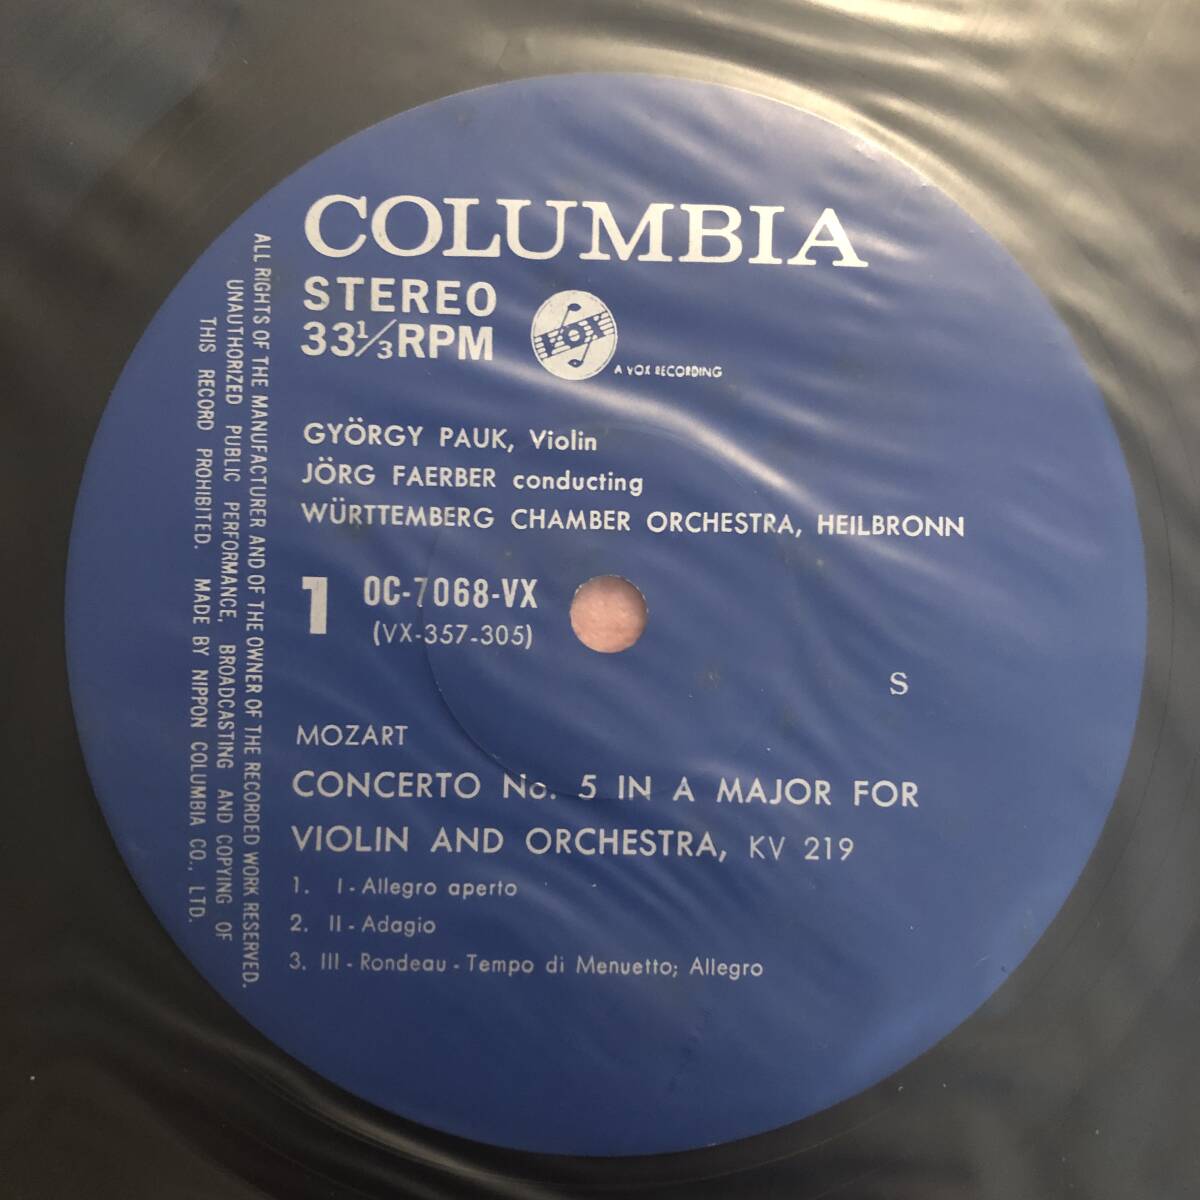 COLUMBIA
STEREO
33⅓ RPM
VOX
A VOX RECORDING
GYÖRGY PAUK, Violin
JÖRG FAERBER conducting
WÜRTTEMBERG CHAMBER ORCHESTRA, HEILBRONN
1 OC-7068-VX
(VX-357-305)
S
MOZART
CONCERTO No. 5 IN A MAJOR FOR
VIOLIN AND ORCHESTRA, KV 219
1. I - Allegro aperto
2. II - Adagio
3. III - Rondeau - Tempo di Menuetto; Allegro
ALL RIGHTS OF THE MANUFACTURER AND OF THE OWNER OF THE RECORDED WORK RESERVED.
UNAUTHORIZED PUBLIC PERFORMANCE, BROADCASTING AND COPYING OF
THIS RECORD PROHIBITED. MADE BY NIPPON COLUMBIA CO., LTD.